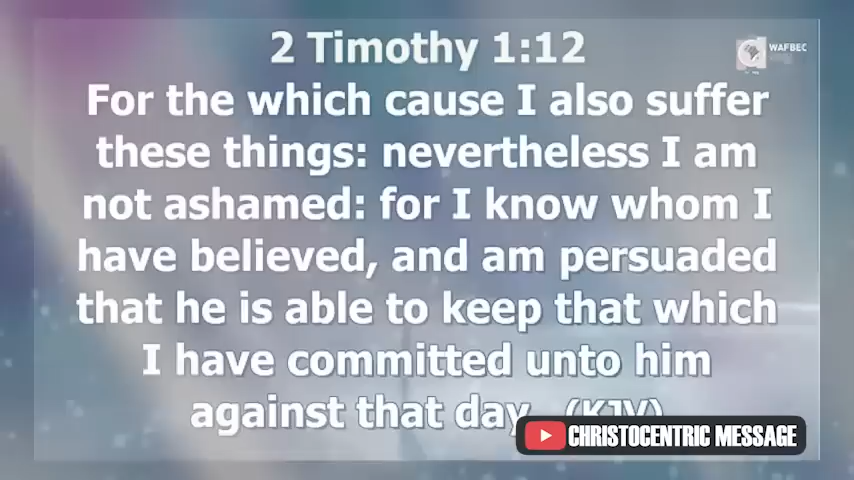 2 Timothy 1:12
WAFBEC
For the which cause I also suffer
these things: nevertheless I am
not ashamed: for I know whom I
have believed, and am persuaded
that he is able to keep that which
I have committed unto him
against that day. (KJV)
CHRISTOCENTRIC MESSAGE